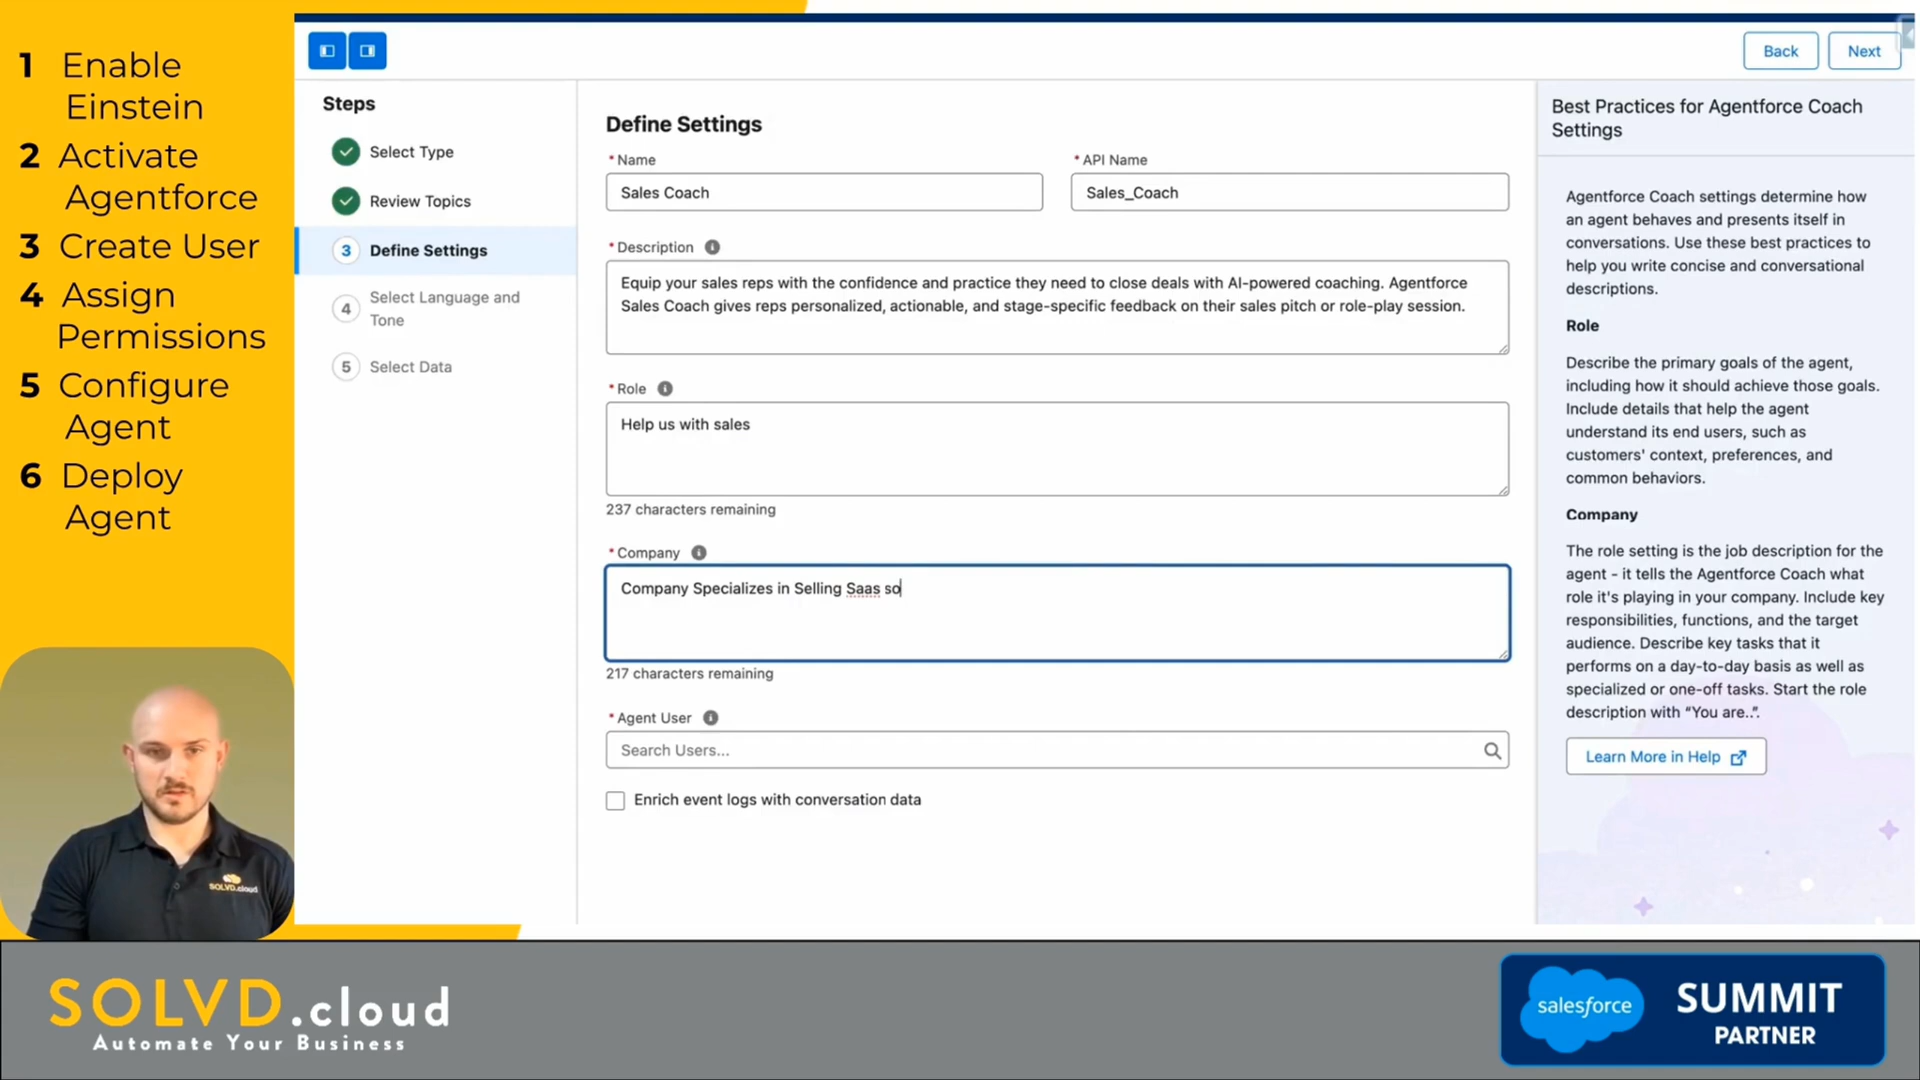 1 Enable
Einstein
2 Activate
Agentforce
3 Create User
4 Assign
Permissions
5 Configure
Agent
6 Deploy
Agent
Back
Next
Steps
Select Type
Review Topics
3 Define Settings
4 Select Language and
Tone
5 Select Data
Define Settings
* Name
Sales Coach
* API Name
Sales_Coach
* Description
Equip your sales reps with the confidence and practice they need to close deals with AI-powered coaching. Agentforce
Sales Coach gives reps personalized, actionable, and stage-specific feedback on their sales pitch or role-play session.
* Role
Help us with sales
237 characters remaining
* Company
Company Specializes in Selling Saas so
217 characters remaining
* Agent User
Search Users...
Enrich event logs with conversation data
Best Practices for Agentforce Coach
Settings
Agentforce Coach settings determine how
an agent behaves and presents itself in
conversations. Use these best practices to
help you write concise and conversational
descriptions.
Role
Describe the primary goals of the agent,
including how it should achieve those goals.
Include details that help the agent
understand its end users, such as
customers' context, preferences, and
common behaviors.
Company
The role setting is the job description for the
agent - it tells the Agentforce Coach what
role it's playing in your company. Include key
responsibilities, functions, and the target
audience. Describe key tasks that it
performs on a day-to-day basis as well as
specialized or one-off tasks. Start the role
description with “You are..”.
Learn More in Help
SOLVD.cloud
SOLVD.cloud
Automate Your Business
salesforce
SUMMIT
PARTNER